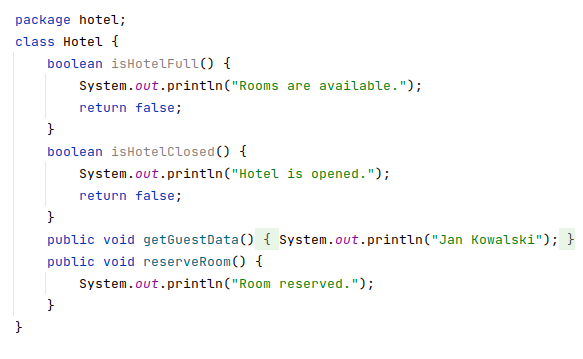 package hotel;
class Hotel {
    boolean isHotelFull() {
        System.out.println("Rooms are available.");
        return false;
    }
    boolean isHotelClosed() {
        System.out.println("Hotel is opened.");
        return false;
    }
    public void getGuestData() { System.out.println("Jan Kowalski"); }
    public void reserveRoom() {
        System.out.println("Room reserved.");
    }
}